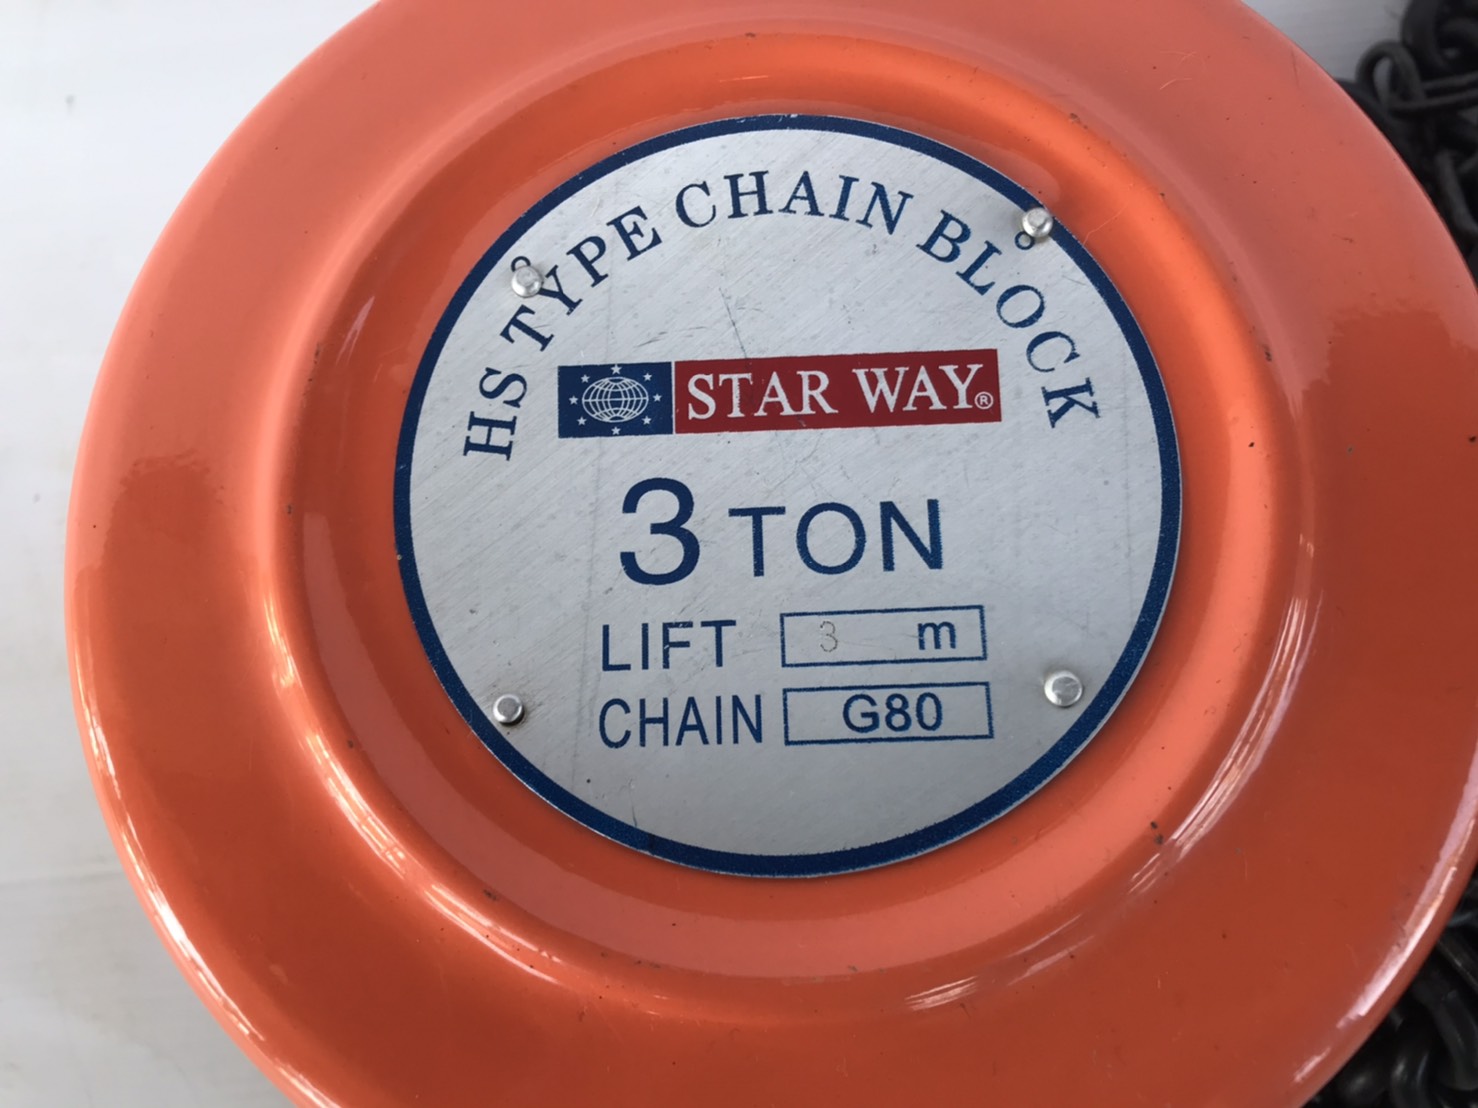 HS TYPE CHAIN BLOCK
STAR WAY®
3 TON
LIFT 3 m
CHAIN G80